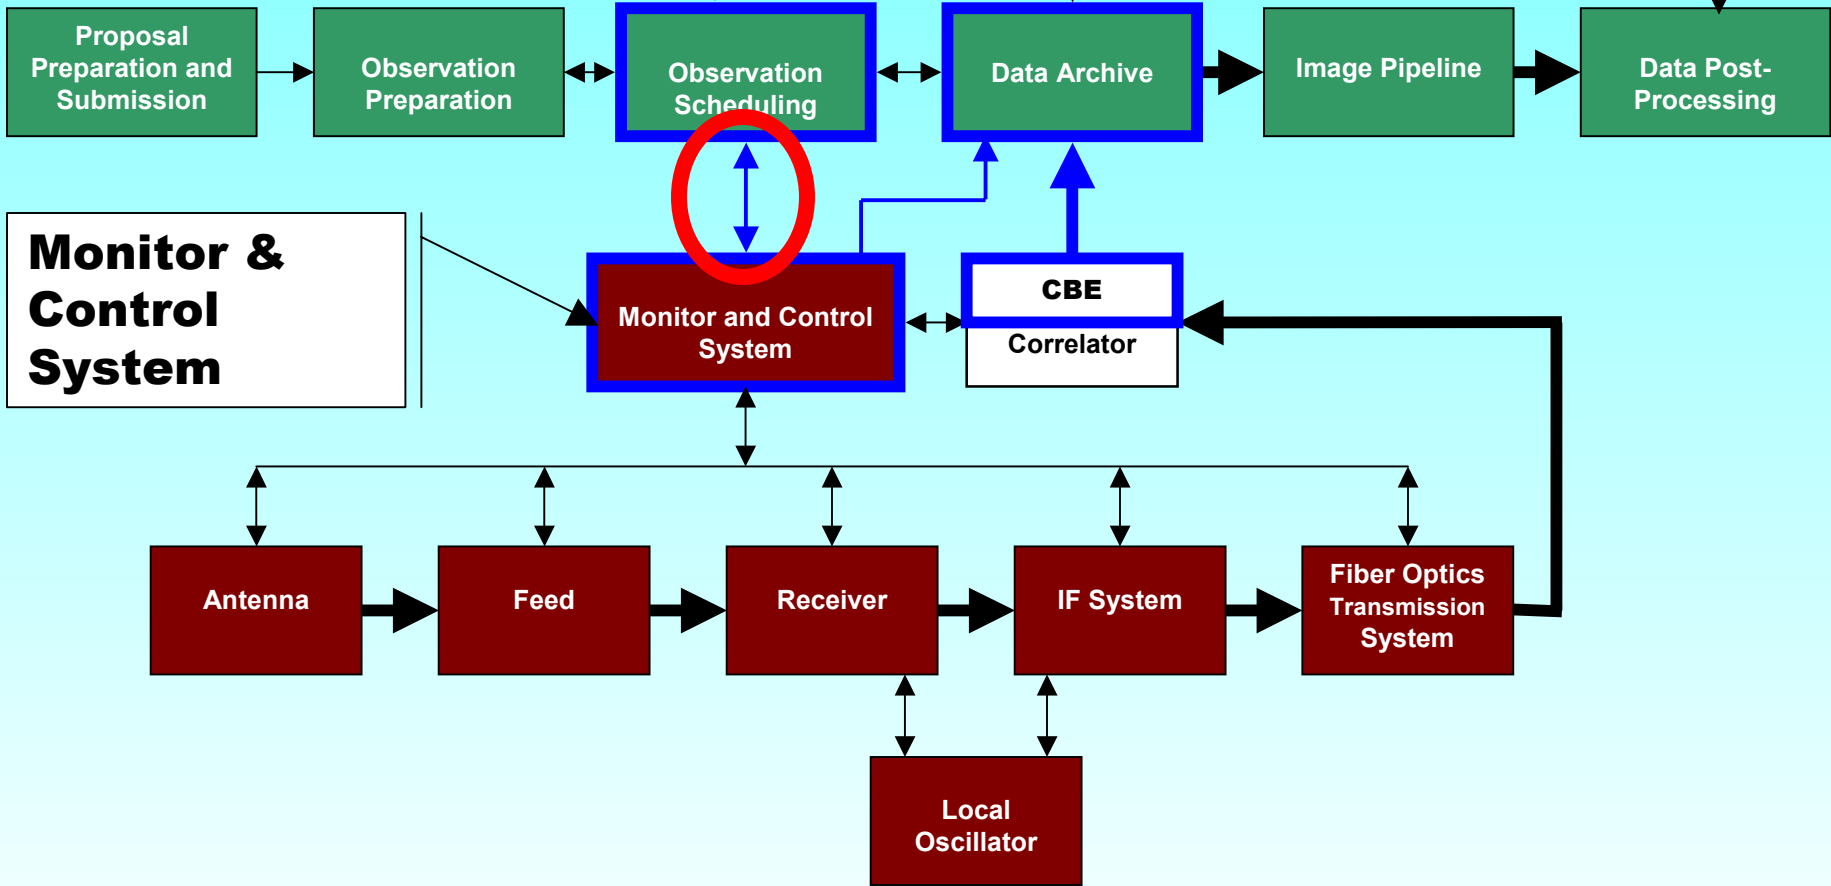 Proposal
Preparation and
Submission
Observation
Preparation
Observation
Scheduling
Data Archive
Image Pipeline
Data Post-
Processing
Monitor &
Control
System
Monitor and Control
System
CBE
Correlator
Antenna
Feed
Receiver
IF System
Fiber Optics
Transmission
System
Local
Oscillator